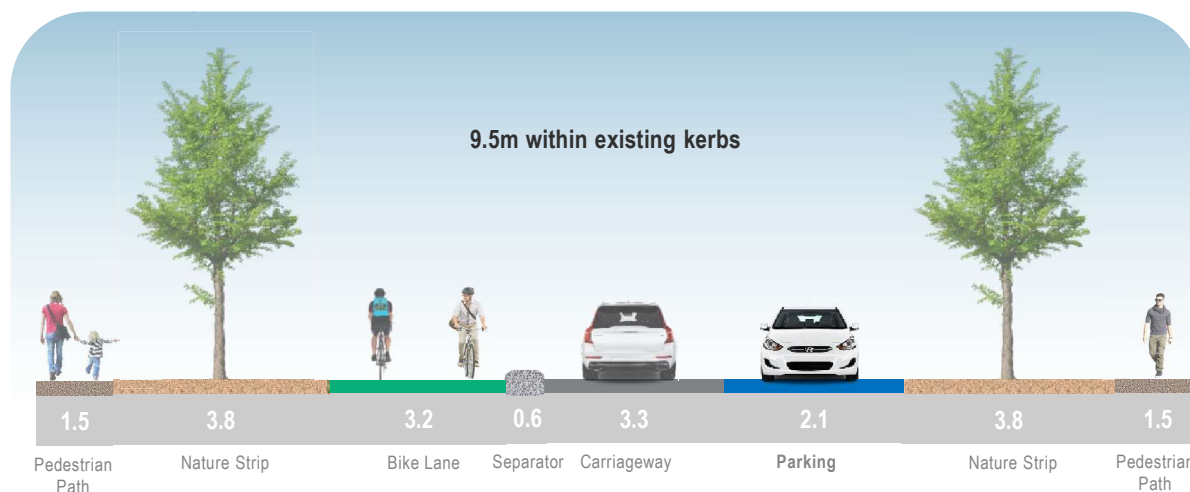 9.5m within existing kerbs
1.5 3.8 3.2 0.6 3.3 2.1 3.8 1.5
Pedestrian Path Nature Strip Bike Lane Separator Carriageway Parking Nature Strip Pedestrian Path